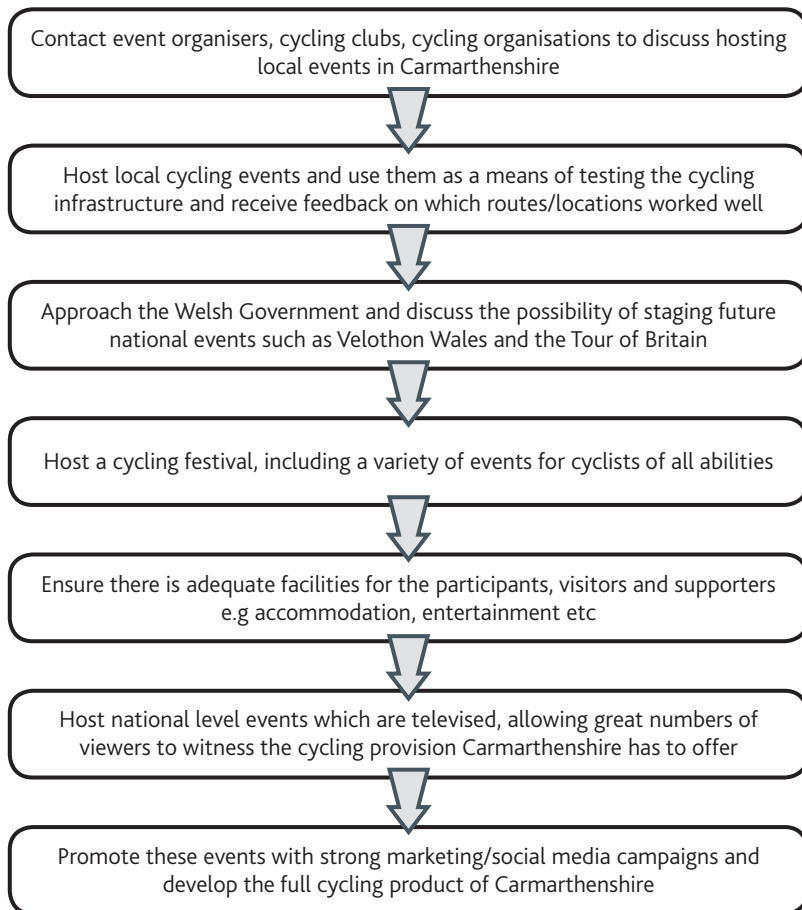 Contact event organisers, cycling clubs, cycling organisations to discuss hosting
local events in Carmarthenshire
Host local cycling events and use them as a means of testing the cycling
infrastructure and receive feedback on which routes/locations worked well
Approach the Welsh Government and discuss the possibility of staging future
national events such as Velothon Wales and the Tour of Britain
Host a cycling festival, including a variety of events for cyclists of all abilities
Ensure there is adequate facilities for the participants, visitors and supporters
e.g accommodation, entertainment etc
Host national level events which are televised, allowing great numbers of
viewers to witness the cycling provision Carmarthenshire has to offer
Promote these events with strong marketing/social media campaigns and
develop the full cycling product of Carmarthenshire